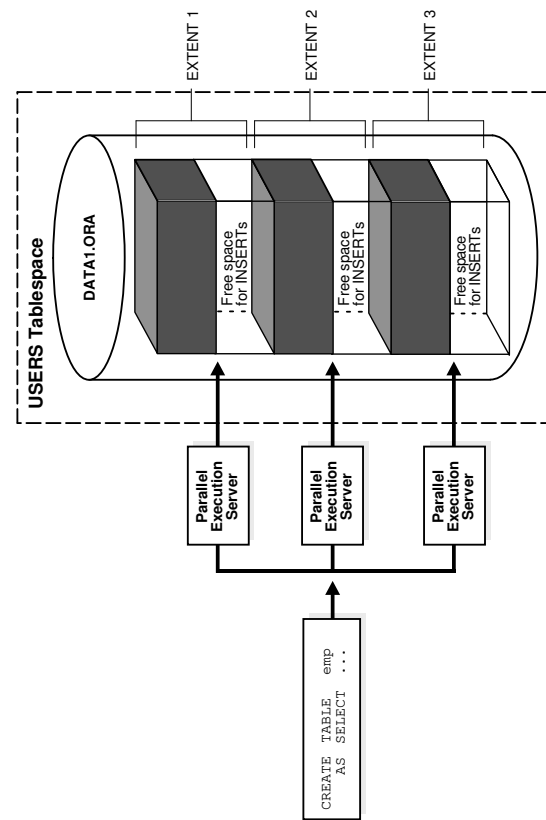 USERS Tablespace
DATA1.ORA
Free space
for INSERTs
Free space
for INSERTs
Free space
for INSERTs
EXTENT 1
EXTENT 2
EXTENT 3
Parallel
Execution
Server
Parallel
Execution
Server
Parallel
Execution
Server
CREATE TABLE emp
AS SELECT ...